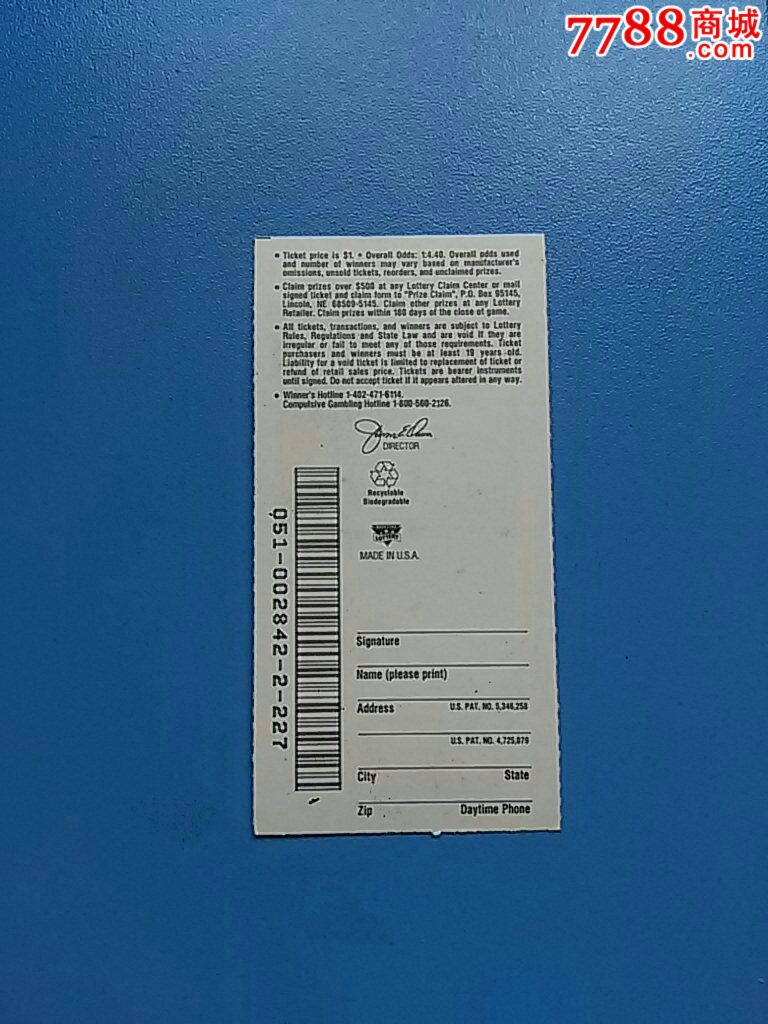 7788商城
.com
• Ticket price is $1. • Overall Odds: 1:4.40. Overall odds used
and number of winners may vary based on manufacturer's
omissions, unsold tickets, reorders, and unclaimed prizes.
• Claim prizes over $500 at any Lottery Claim Center or mail
signed ticket and claim form to "Prize Claim", P.O. Box 95145,
Lincoln, NE 68509-5145. Claim other prizes at any Lottery
Retailer. Claim prizes within 180 days of the close of game.
• All tickets, transactions, and winners are subject to Lottery
Rules, Regulations and State Law and are void if they are
irregular or fail to meet any of those requirements. Ticket
purchasers and winners must be at least 19 years old.
Liability for a void ticket is limited to replacement of ticket or
refund of retail sales price. Tickets are bearer instruments
until signed. Do not accept ticket if it appears altered in any way.
• Winner's Hotline 1-402-471-6114.
Compulsive Gambling Hotline 1-800-560-2126.
DIRECTOR
Recyclable
Biodegradable
LOTTERY
MADE IN U.S.A.
051-002842-2-227
Signature
Name (please print)
Address U.S. PAT. NO. 5,346,258
U.S. PAT. NO. 4,725,079
City State
Zip Daytime Phone